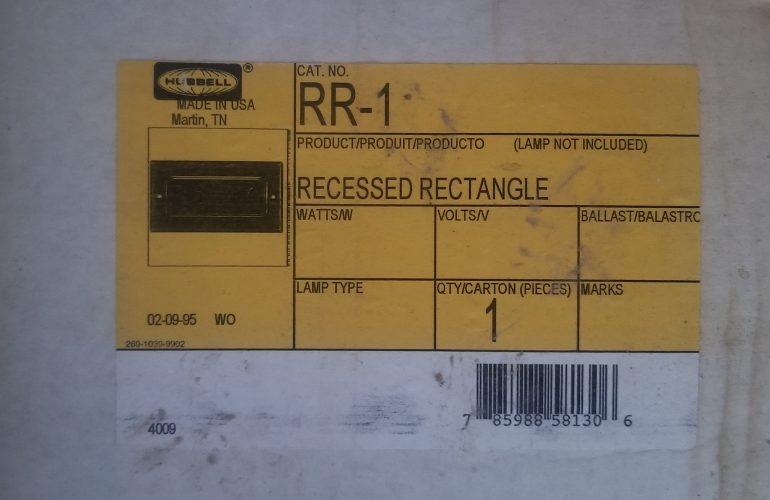 HUBBELL®
MADE IN USA
Martin, TN
CAT. NO.
RR-1
PRODUCT/PRODUIT/PRODUCTO (LAMP NOT INCLUDED)
RECESSED RECTANGLE
WATTS/W VOLTS/V BALLAST/BALASTRO
LAMP TYPE QTY/CARTON (PIECES) MARKS
1
02-09-95 WO
269-1039-9902
4009
7 85988 58130 6